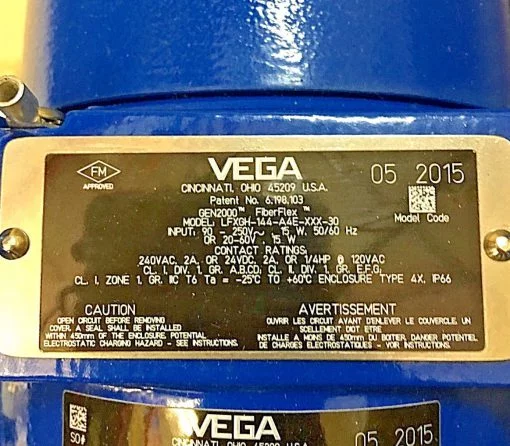 FM
APPROVED
VEGA
05 2015
CINCINNATI, OHIO 45209 U.S.A.
Patent No. 6,198,103
GEN2000™ FiberFlex™
MODEL: LFXGH-144-A4E-XXX-30
Model Code
INPUT: 90 - 250V~ 15 W, 50/60 Hz
OR 20-60V 15 W
CONTACT RATINGS:
240VAC, 2A, OR 24VDC, 2A, OR 1/4HP @ 120VAC
CL. I, DIV. 1, GR. A,B,C,D; CL. II, DIV. 1, GR. E,F,G;
CL. I, ZONE 1, GR. IIC T6 Ta = -25°C TO +60°C ENCLOSURE TYPE 4X, IP66
CAUTION
OPEN CIRCUIT BEFORE REMOVING
COVER. A SEAL SHALL BE INSTALLED
WITHIN 450mm OF THE ENCLOSURE. POTENTIAL
ELECTROSTATIC CHARGING HAZARD - SEE INSTRUCTIONS.
AVERTISSEMENT
OUVRIR LES CIRCUIT AVANT D'ENLEVER LE COUVERCLE, UN
SCELLEMENT DIOT ETRE
INSTALLE A MOINS DE 450mm DU BOITIER. DANGER POTENTIEL
DE CHARGES ELECTROSTATIQUES - VOIR INSTRUCTIONS.
SO#
VEGA
05 2015
CINCINNATI, OHIO 45209 U.S.A.